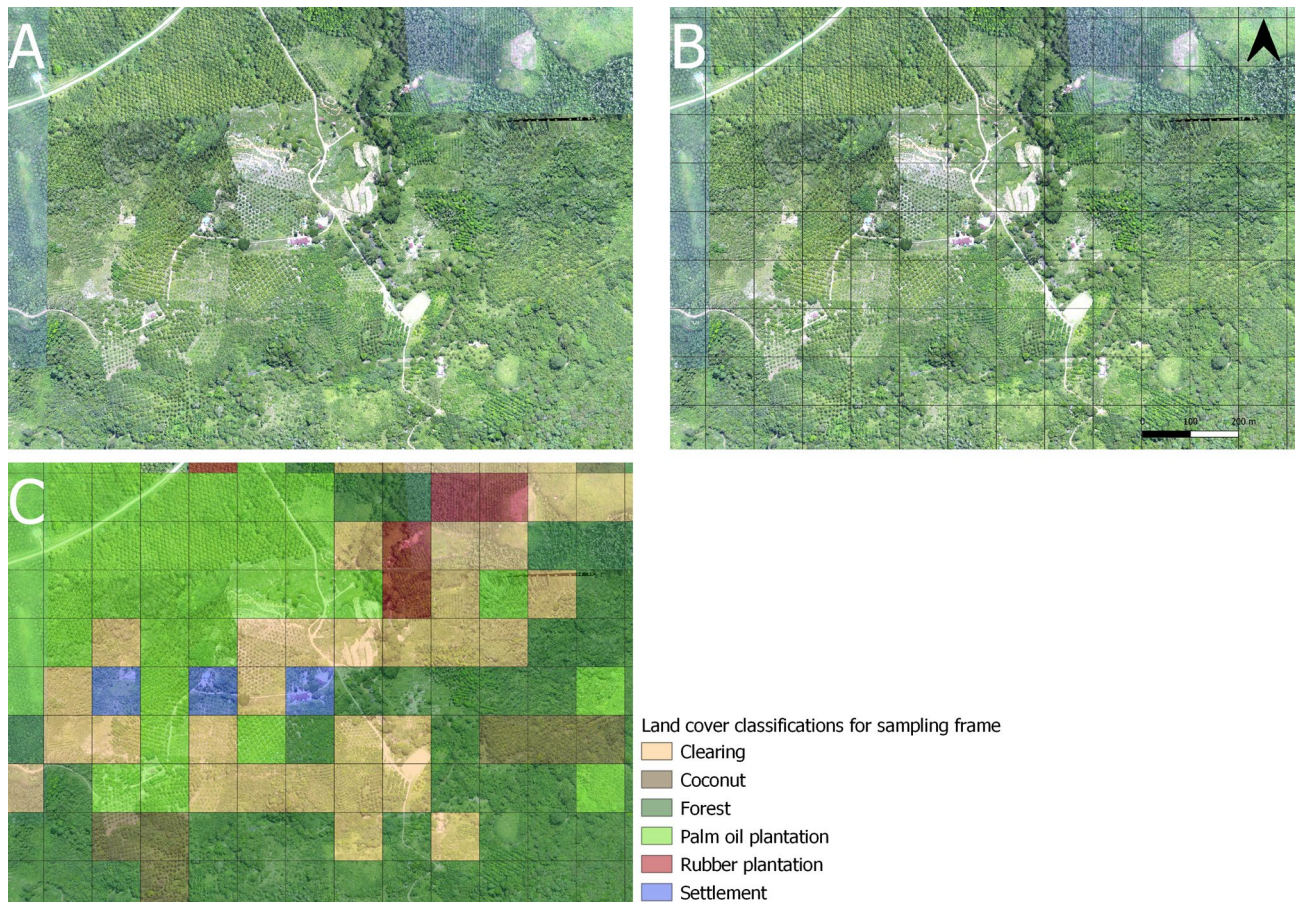 A
B
0
100
200 m
C
Land cover classifications for sampling frame
Clearing
Coconut
Forest
Palm oil plantation
Rubber plantation
Settlement